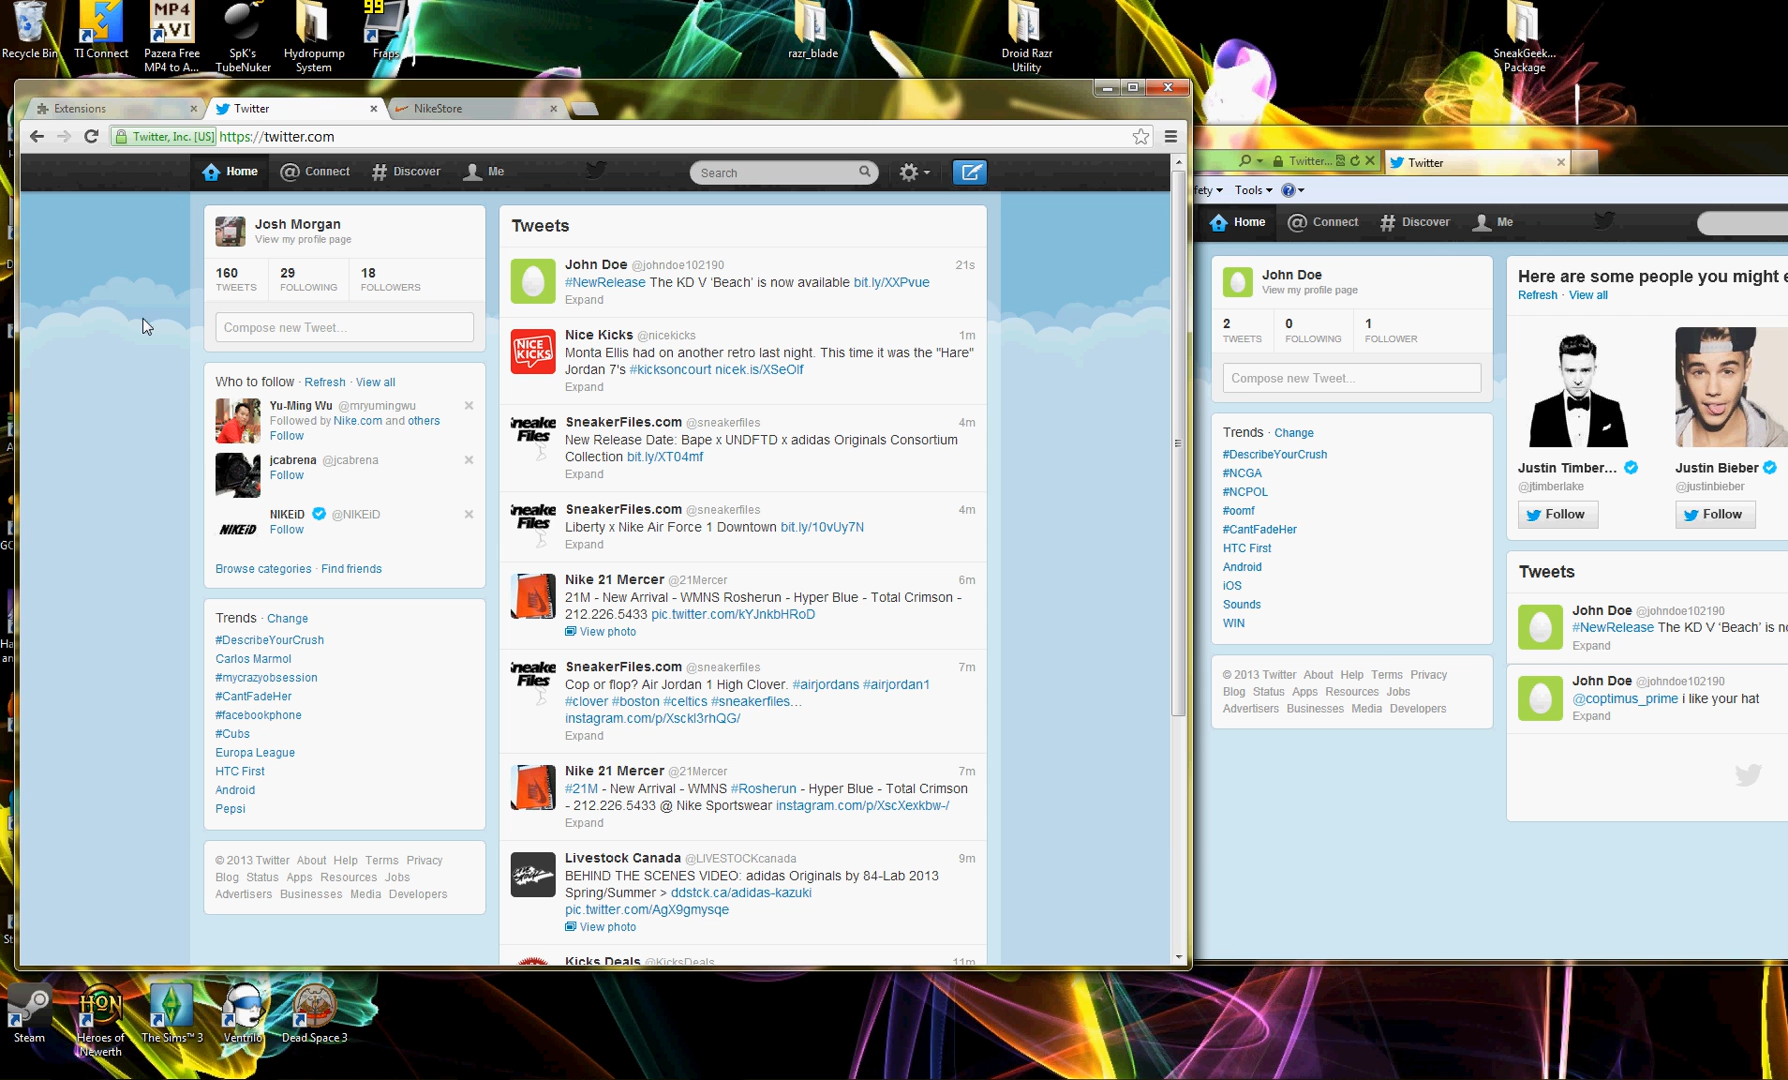 Recycle Bin
TI Connect
Pazera Free
MP4 to A...
SpK's
TubeNuker
Hydropump
System
99
Fraps
razr_blade
Droid Razr
Utility
SneakGeek...
Package
MP4
AVI
Extensions
Twitter
NikeStore
Twitter, Inc. [US] https://twitter.com
Home
Connect
Discover
Me
Search
Josh Morgan
View my profile page
160
TWEETS
29
FOLLOWING
18
FOLLOWERS
Compose new Tweet...
Who to follow · Refresh · View all
Yu-Ming Wu @mryumingwu
Followed by Nike.com and others
Follow
jcabrena @jcabrena
Follow
NIKEiD @NIKEiD
Follow
NIKEiD
Browse categories · Find friends
Trends · Change
#DescribeYourCrush
Carlos Marmol
#mycrazyobsession
#CantFadeHer
#facebookphone
#Cubs
Europa League
HTC First
Android
Pepsi
© 2013 Twitter About Help Terms Privacy
Blog Status Apps Resources Jobs
Advertisers Businesses Media Developers
Tweets
John Doe @johndoe102190 21s
#NewRelease The KD V ‘Beach’ is now available bit.ly/XXPvue
Expand
NICE
KICKS
Nice Kicks @nicekicks 1m
Monta Ellis had on another retro last night. This time it was the "Hare"
Jordan 7's #kicksoncourt nicek.is/XSeOlf
Expand
SneakerFiles.com @sneakerfiles 4m
New Release Date: Bape x UNDFTD x adidas Originals Consortium
Collection bit.ly/XT04mf
Expand
SneakerFiles.com @sneakerfiles 4m
Liberty x Nike Air Force 1 Downtown bit.ly/10vUy7N
Expand
Nike 21 Mercer @21Mercer 6m
21M - New Arrival - WMNS Rosherun - Hyper Blue - Total Crimson -
212.226.5433 pic.twitter.com/kYJnkbHRoD
View photo
SneakerFiles.com @sneakerfiles 7m
Cop or flop? Air Jordan 1 High Clover. #airjordans #airjordan1
#clover #boston #celtics #sneakerfiles...
instagram.com/p/Xsckl3rhQG/
Expand
Nike 21 Mercer @21Mercer 7m
#21M - New Arrival - WMNS #Rosherun - Hyper Blue - Total Crimson
- 212.226.5433 @ Nike Sportswear instagram.com/p/XscXexkbw-/
Expand
Livestock Canada @LIVESTOCKcanada 9m
BEHIND THE SCENES VIDEO: adidas Originals by 84-Lab 2013
Spring/Summer > ddstck.ca/adidas-kazuki
pic.twitter.com/AgX9gmysqe
View photo
Kicks Deals @KicksDeals 11m
Twitter...
Twitter
fety
Tools
Home
Connect
Discover
Me
John Doe
View my profile page
2
TWEETS
0
FOLLOWING
1
FOLLOWER
Compose new Tweet...
Trends · Change
#DescribeYourCrush
#NCGA
#NCPOL
#oomf
#CantFadeHer
HTC First
Android
iOS
Sounds
WIN
© 2013 Twitter About Help Terms Privacy
Blog Status Apps Resources Jobs
Advertisers Businesses Media Developers
Here are some people you might e
Refresh · View all
Justin Timber...
@jtimberlake
Follow
Justin Bieber
@justinbieber
Follow
Tweets
John Doe @johndoe102190
#NewRelease The KD V ‘Beach’ is n
Expand
John Doe @johndoe102190
@coptimus_prime i like your hat
Expand
HON
Steam
Heroes of
Newerth
The Sims™ 3
Ventrilo
Dead Space 3